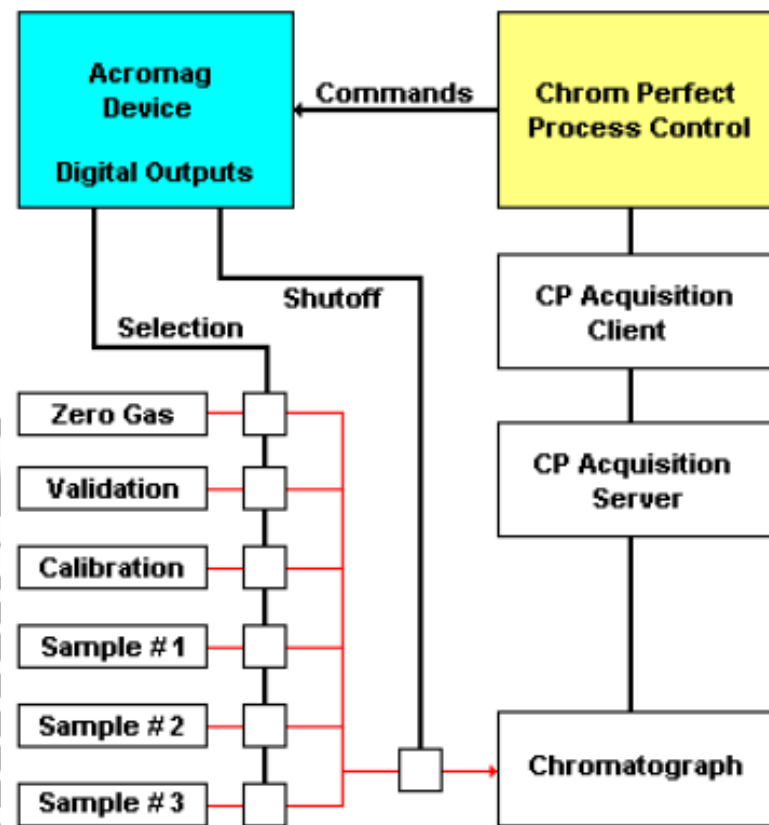 Acromag
Device
Digital Outputs
Commands
Chrom Perfect
Process Control
CP Acquisition
Client
Shutoff
Selection
Zero Gas
Validation
Calibration
Sample #1
Sample #2
Sample #3
CP Acquisition
Server
Chromatograph